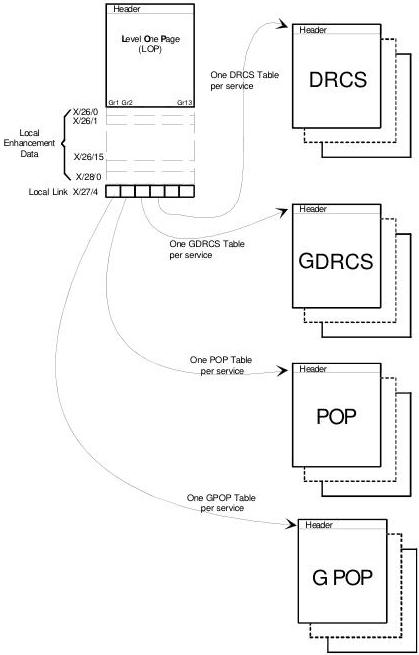 Header
Level One Page
(LOP)
Gr1 Gr2 Gr13
X/26/0
X/26/1
Local
Enhancement
Data
X/26/15
X/28/0
Local Link X/27/4
One DRCS Table
per service
Header
DRCS
One GDRCS Table
per service
Header
GDRCS
One POP Table
per service
Header
POP
One GPOP Table
per service
Header
G POP